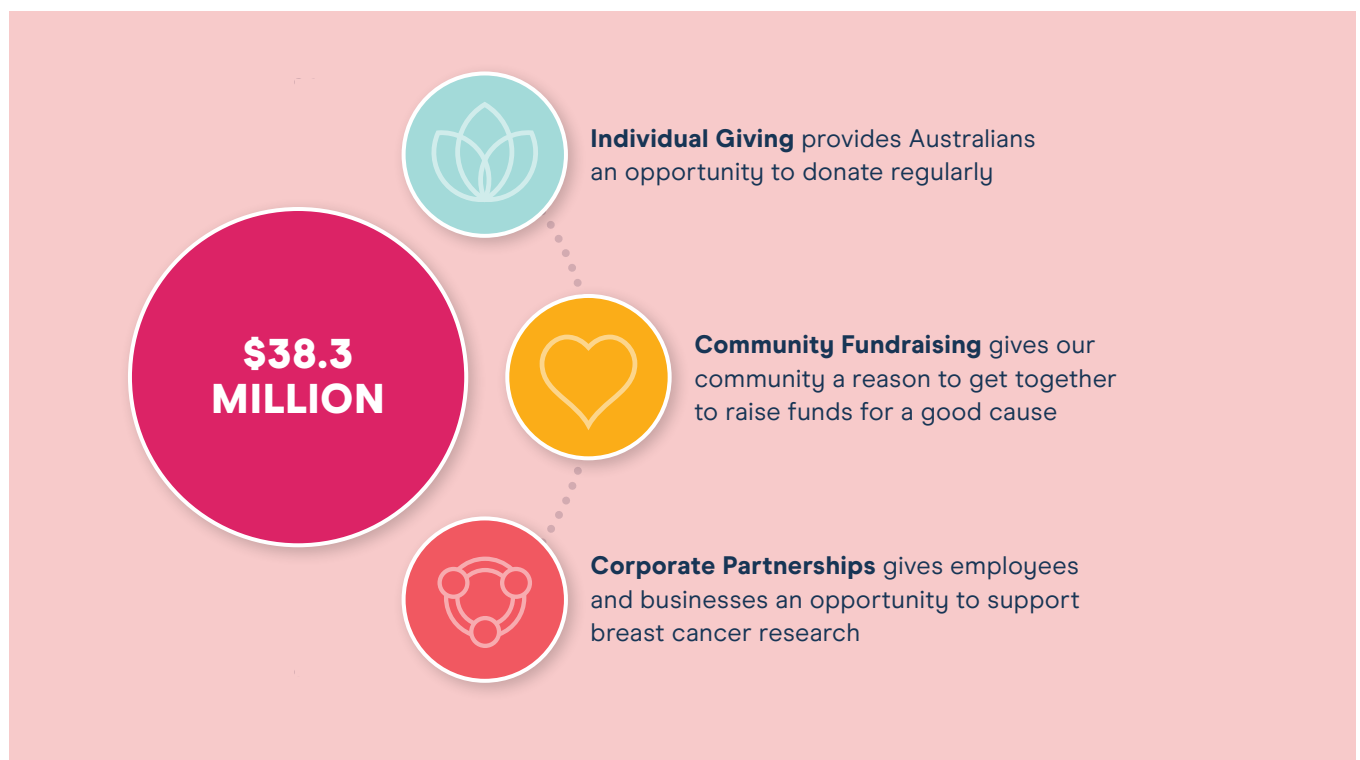 $38.3
MILLION
Individual Giving provides Australians
an opportunity to donate regularly
Community Fundraising gives our
community a reason to get together
to raise funds for a good cause
Corporate Partnerships gives employees
and businesses an opportunity to support
breast cancer research